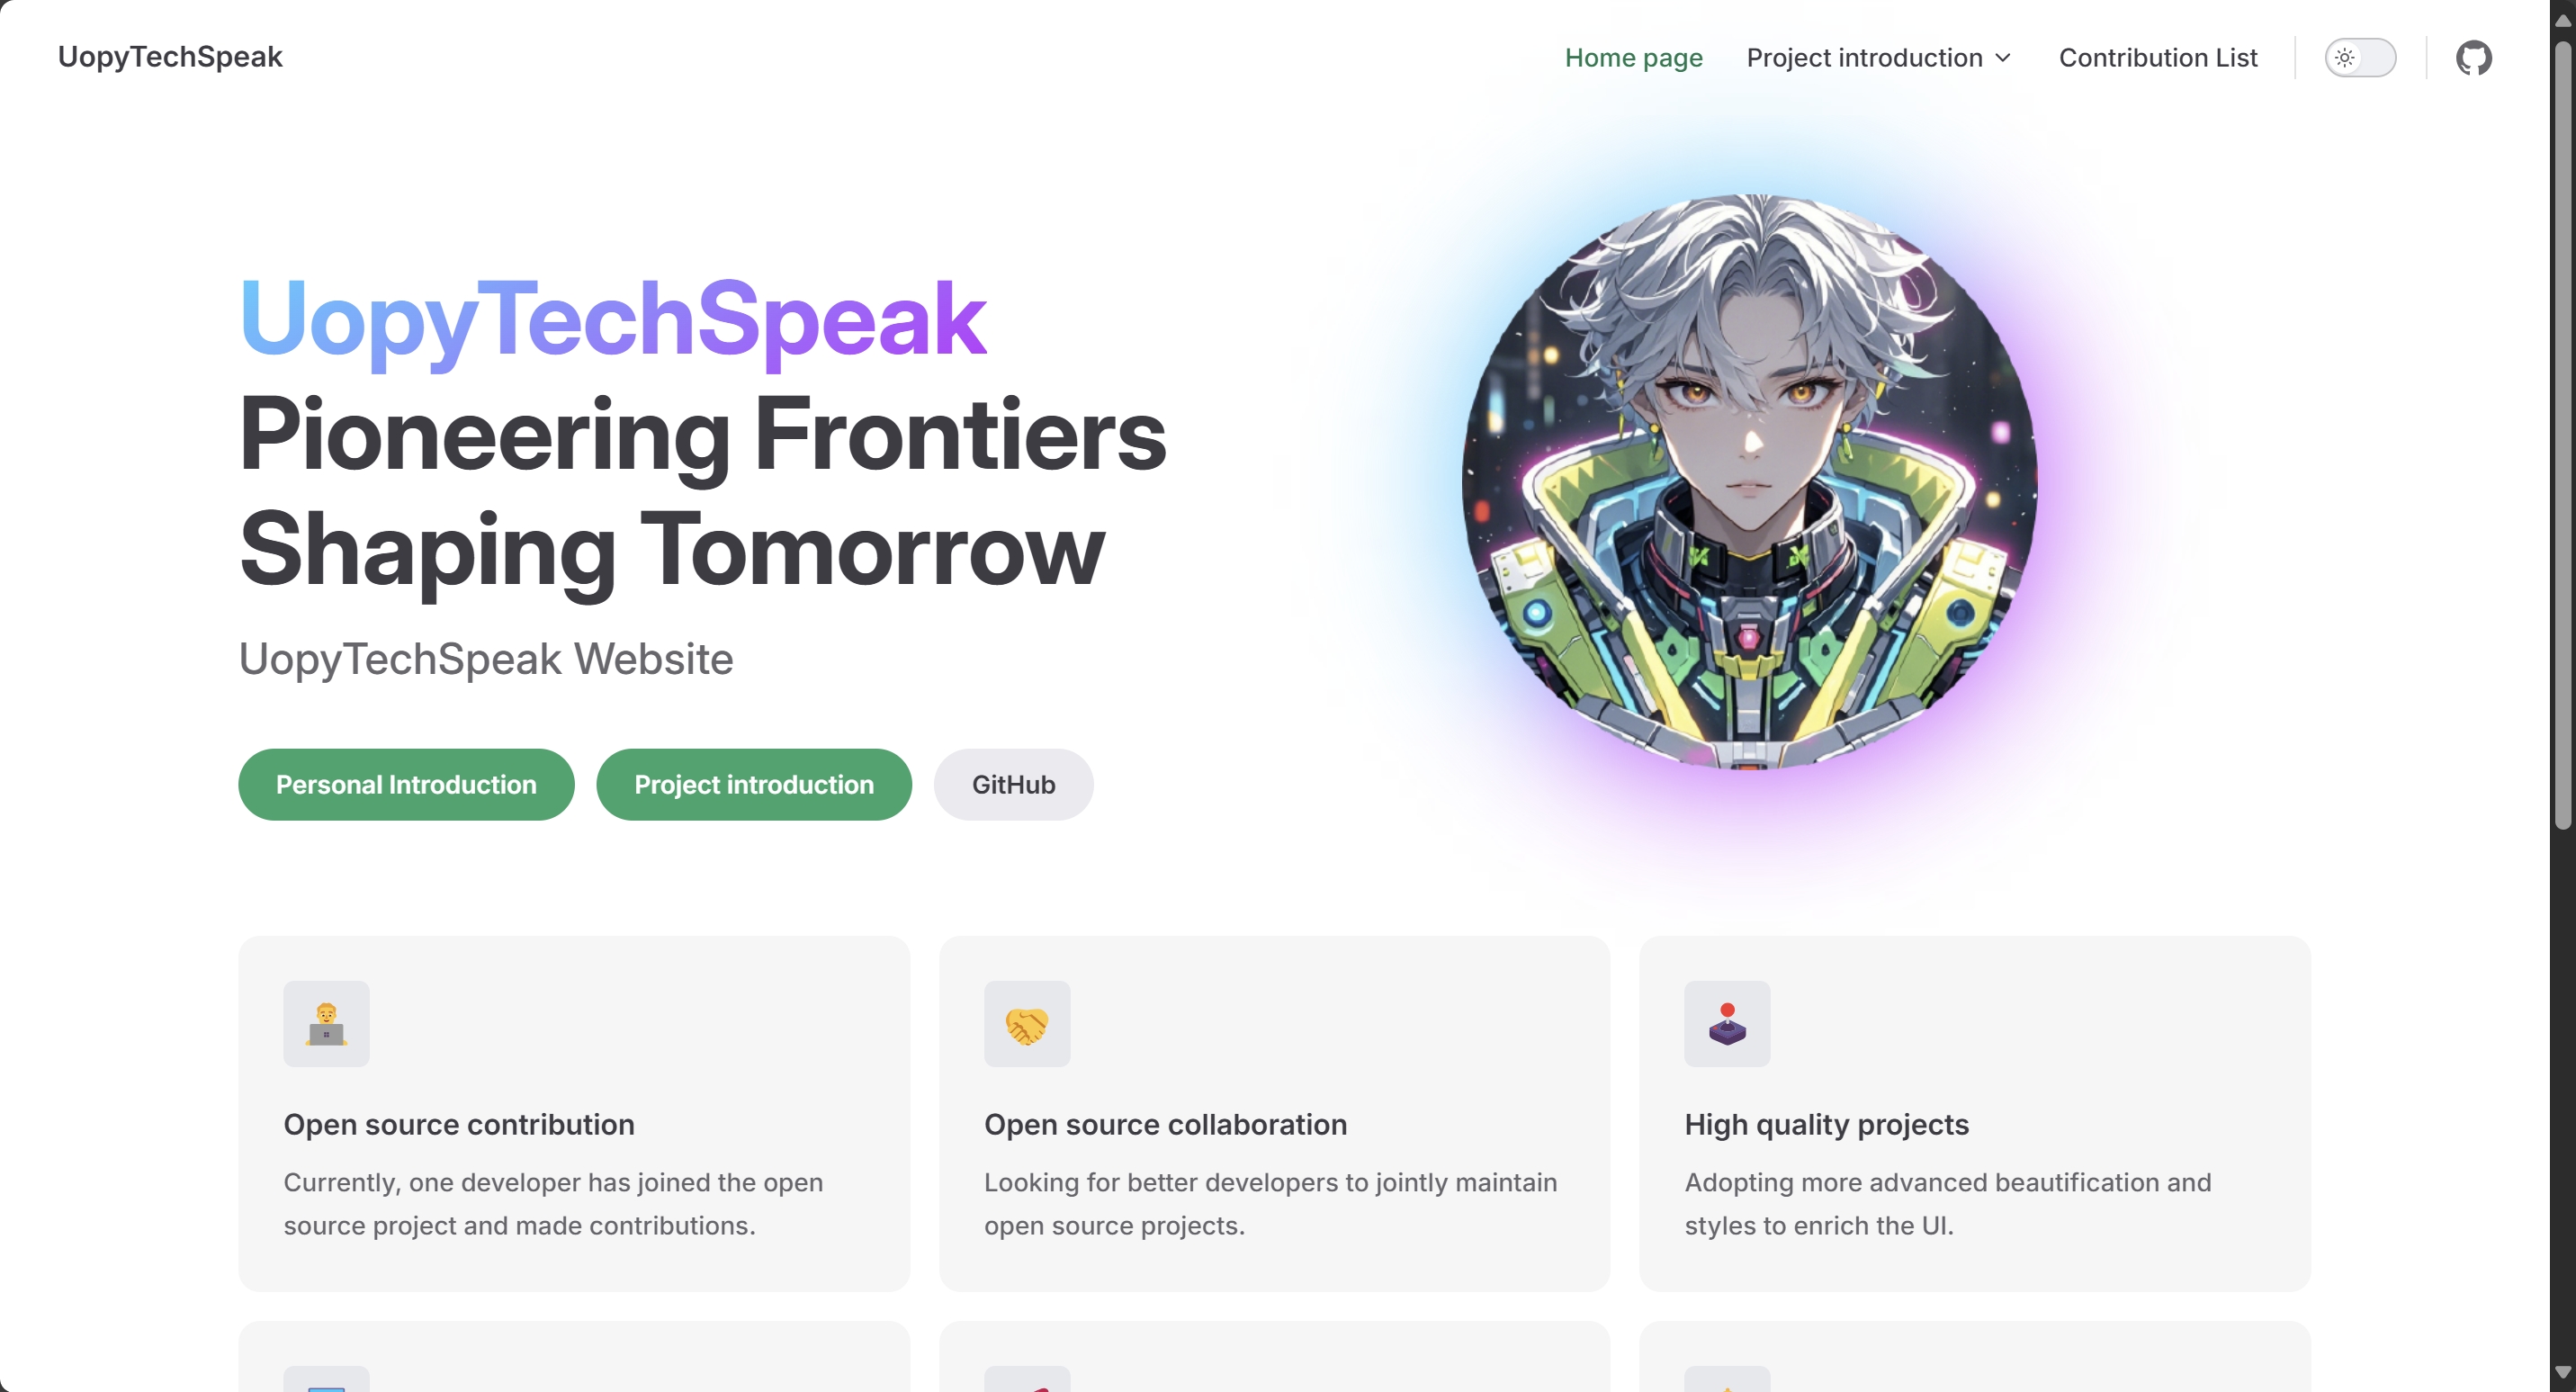 UopyTechSpeak
Home page
Project introduction
Contribution List
UopyTechSpeak
Pioneering Frontiers
Shaping Tomorrow
UopyTechSpeak Website
Personal Introduction
Project introduction
GitHub
Open source contribution
Currently, one developer has joined the open
source project and made contributions.
Open source collaboration
Looking for better developers to jointly maintain
open source projects.
High quality projects
Adopting more advanced beautification and
styles to enrich the UI.